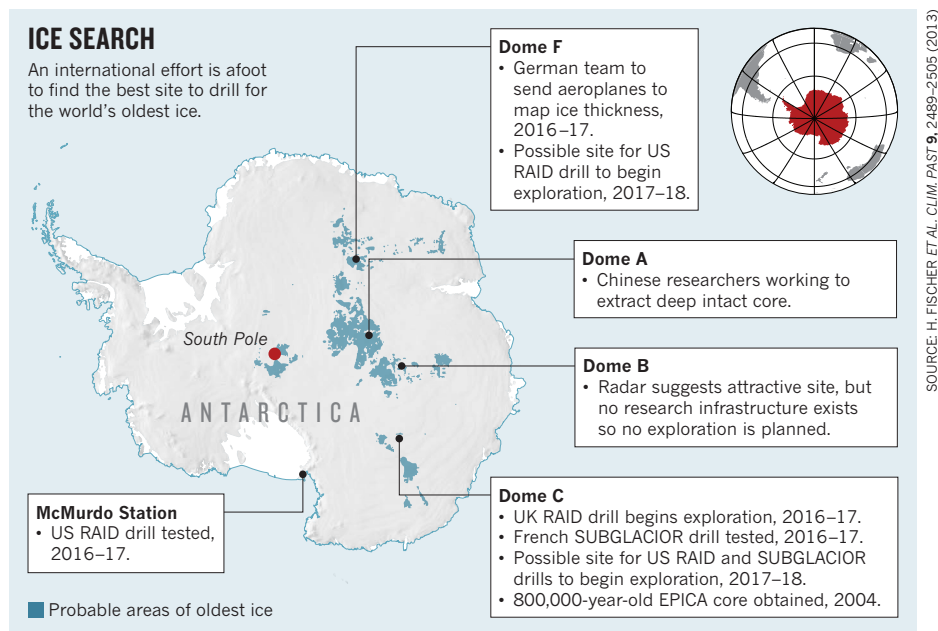 ICE SEARCH
An international effort is afoot
to find the best site to drill for
the world's oldest ice.
Dome F
• German team to
send aeroplanes to
map ice thickness,
2016–17.
• Possible site for US
RAID drill to begin
exploration, 2017–18.
Dome A
• Chinese researchers working to
extract deep intact core.
South Pole
Dome B
• Radar suggests attractive site, but
no research infrastructure exists
so no exploration is planned.
ANTARCTICA
McMurdo Station
• US RAID drill tested,
2016–17.
Dome C
• UK RAID drill begins exploration, 2016–17.
• French SUBGLACIOR drill tested, 2016–17.
• Possible site for US RAID and SUBGLACIOR
drills to begin exploration, 2017–18.
• 800,000-year-old EPICA core obtained, 2004.
Probable areas of oldest ice
SOURCE: H. FISCHER ET AL. CLIM. PAST 9, 2489–2505 (2013)